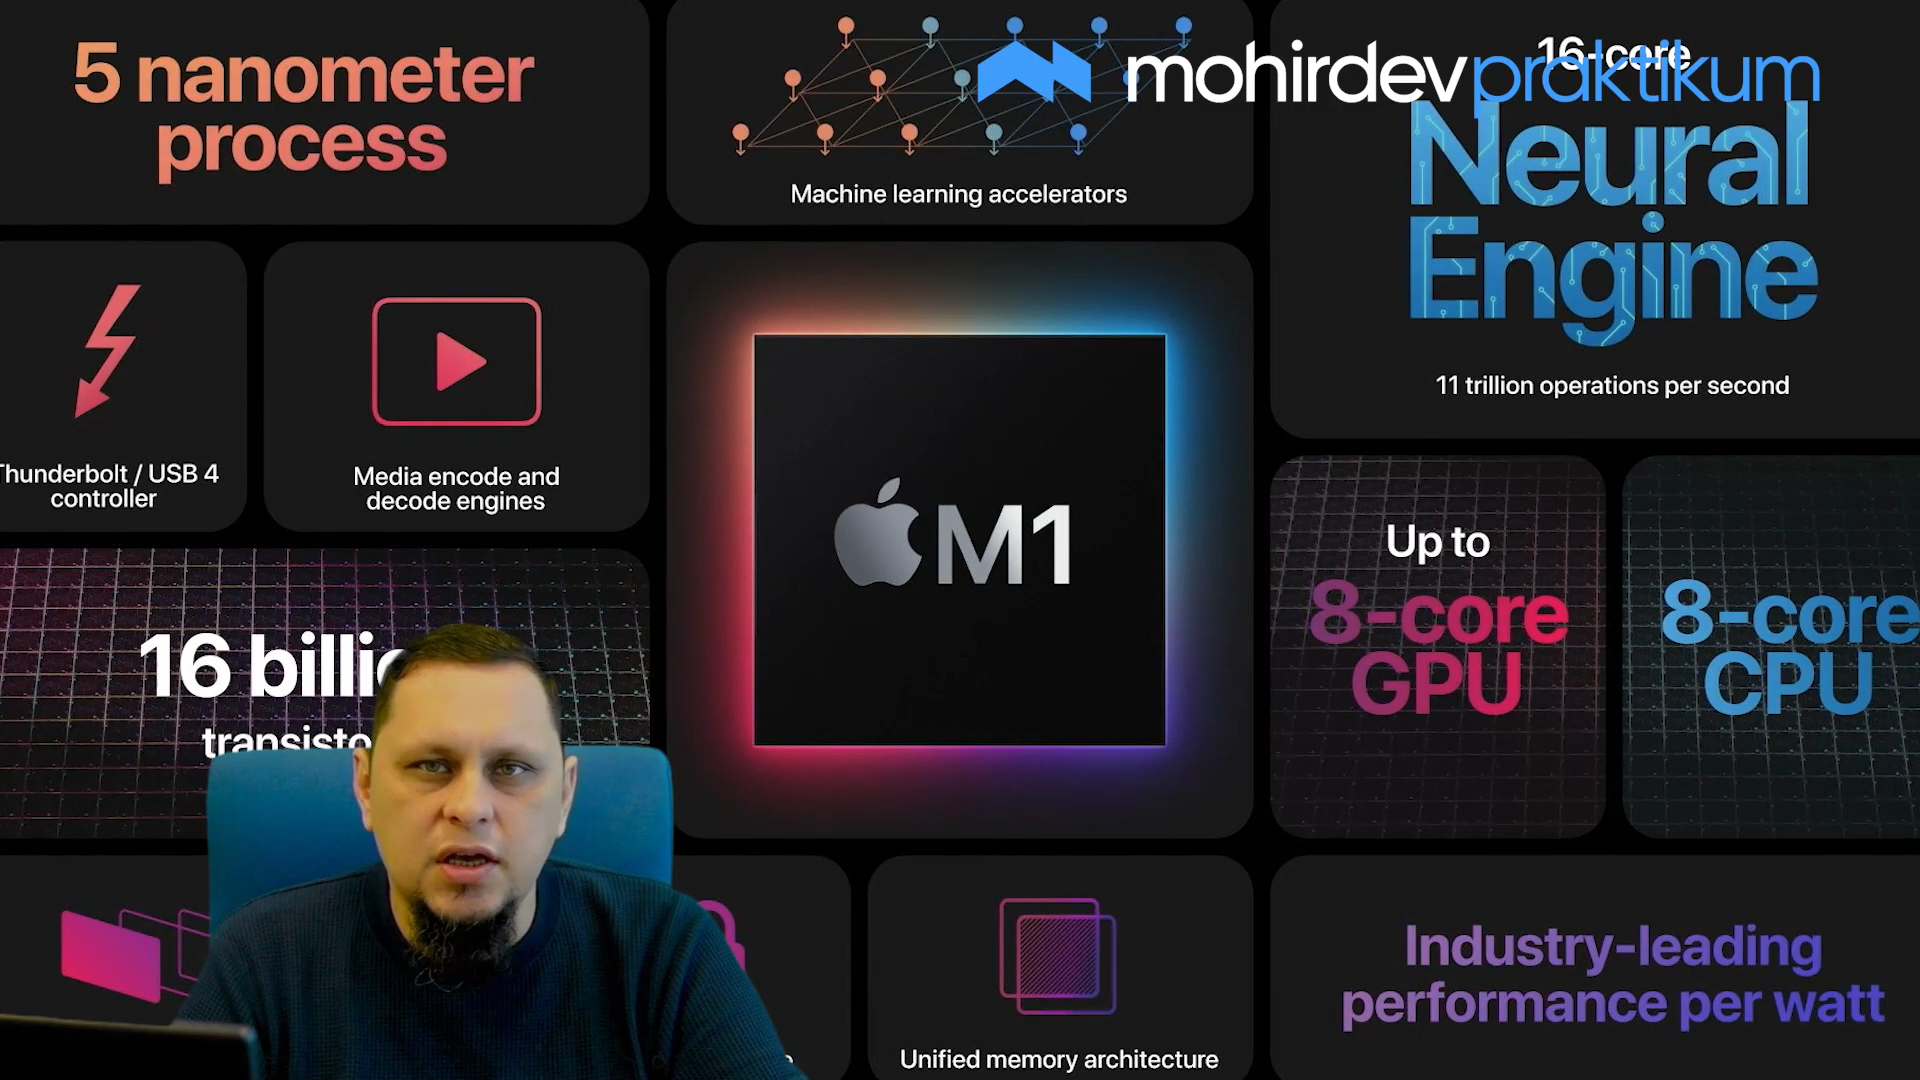 5 nanometer
process
Machine learning accelerators
mohirdev praktikum
16-core
Neural
Engine
11 trillion operations per second
Thunderbolt / USB 4
controller
Media encode and
decode engines
M1
Up to
8-core
GPU
8-core
CPU
16
Unified memory architecture
Industry-leading
performance per watt